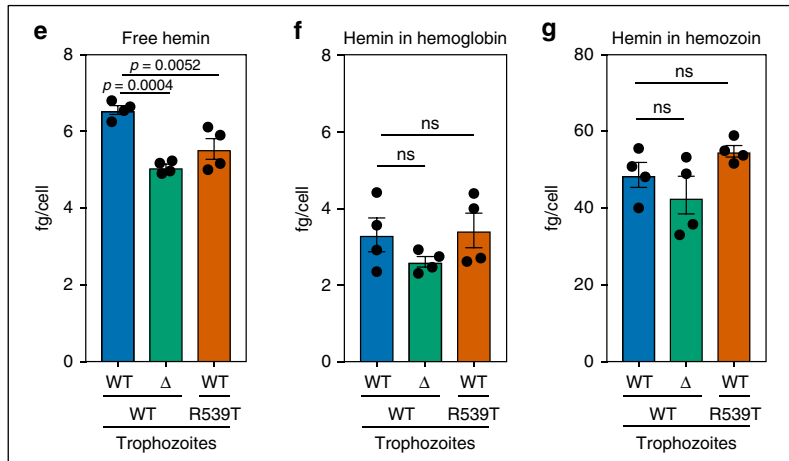 e Free hemin
8
6
4
2
0
fg/cell
p = 0.0052
p = 0.0004
WT Δ WT
WT R539T
Trophozoites
f Hemin in hemoglobin
8
6
4
2
0
fg/cell
ns
ns
WT Δ WT
WT R539T
Trophozoites
g Hemin in hemozoin
80
60
40
20
0
fg/cell
ns
ns
WT Δ WT
WT R539T
Trophozoites